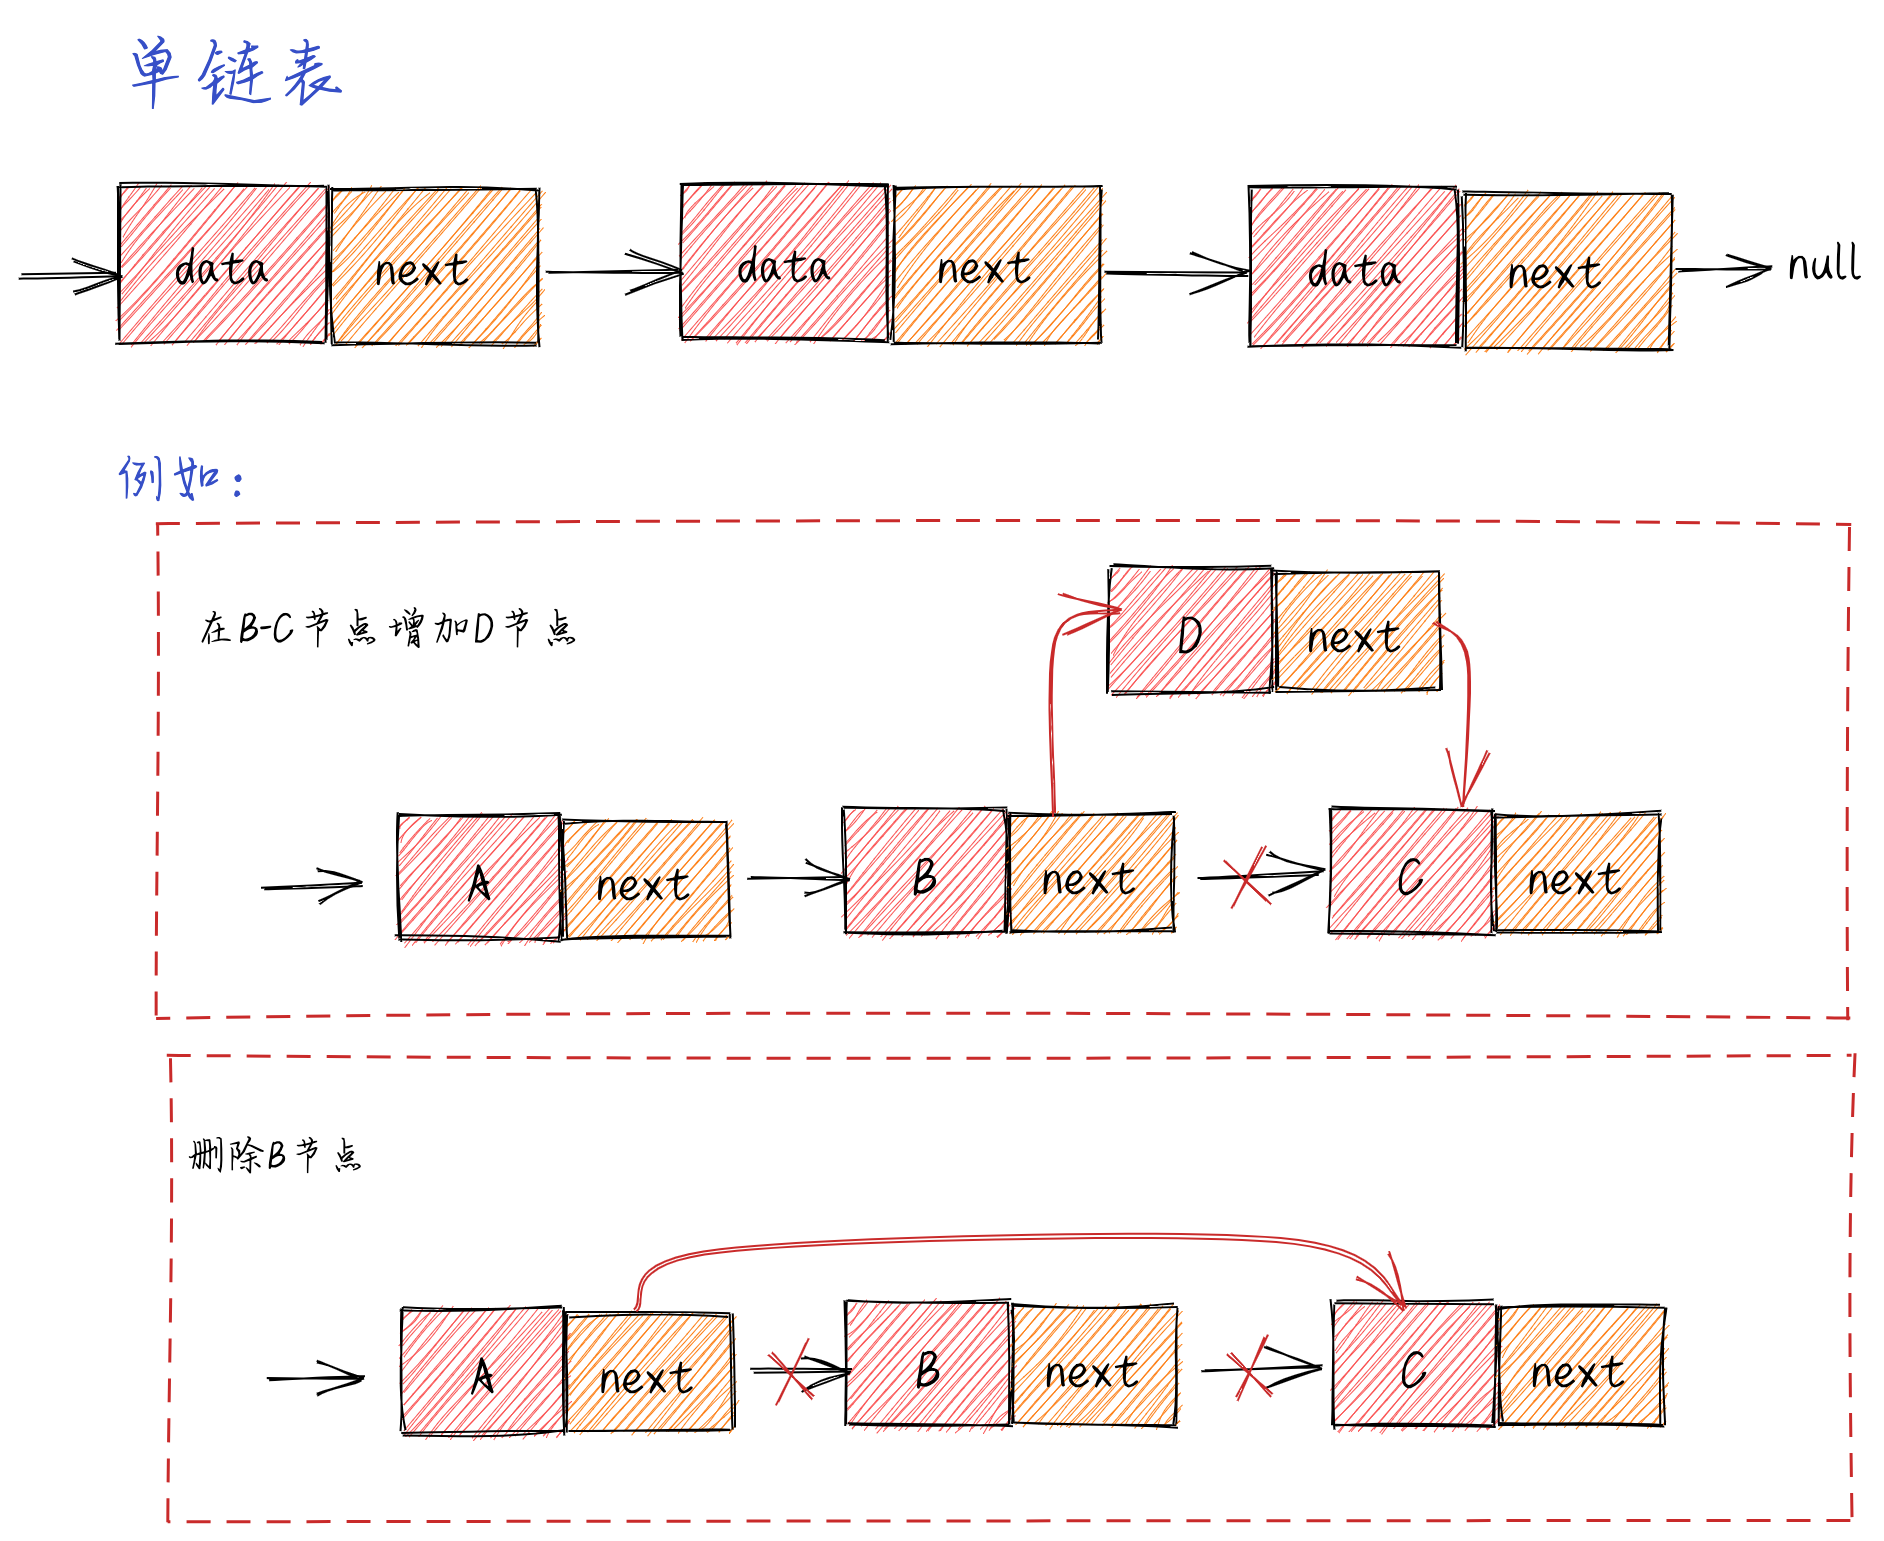 单链表
data next data next data next null
例如：
D next
在B-C节点增加D节点
A next B next C next
删除B节点
A next B next C next